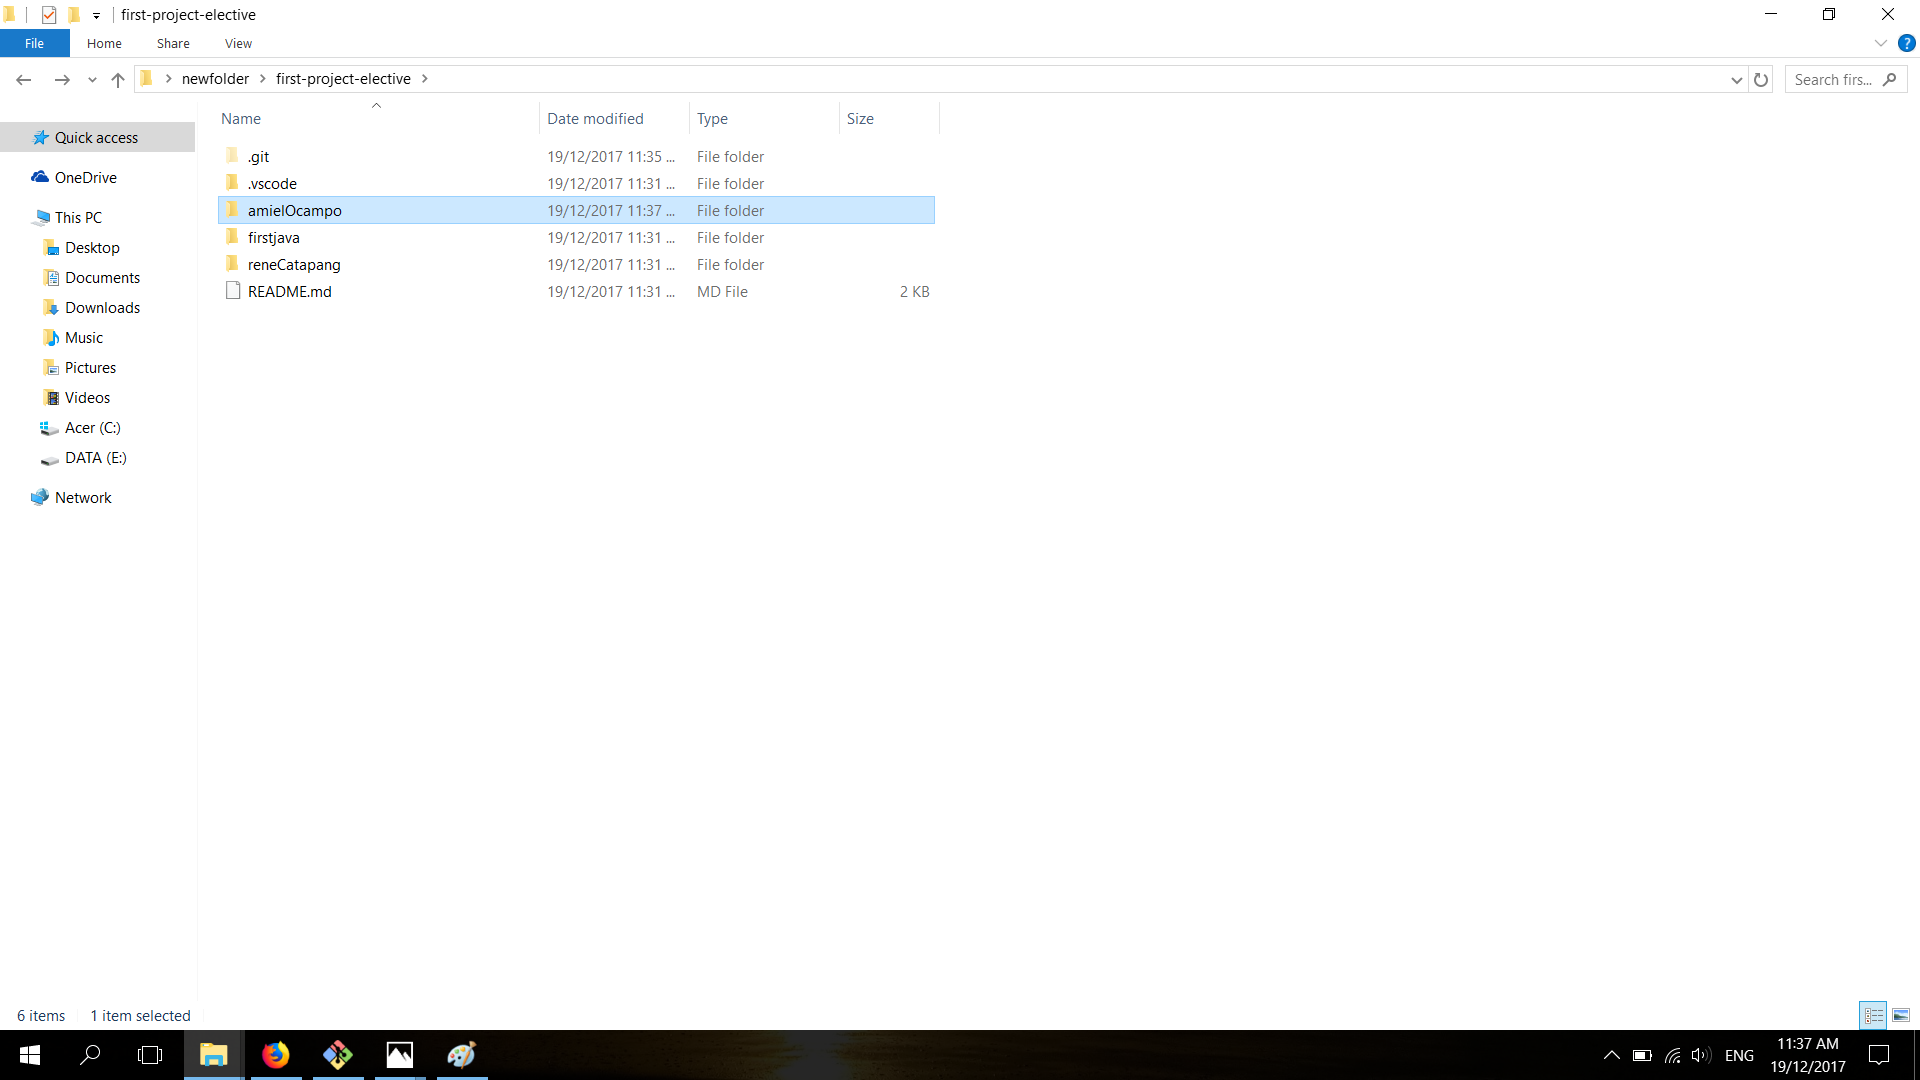 first-project-elective
File Home Share View
newfolder first-project-elective
Search firs...
Name Date modified Type Size
Quick access
OneDrive
This PC
Desktop
Documents
Downloads
Music
Pictures
Videos
Acer (C:)
DATA (E:)
Network
.git 19/12/2017 11:35 ... File folder
.vscode 19/12/2017 11:31 ... File folder
amielOcampo 19/12/2017 11:37 ... File folder
firstjava 19/12/2017 11:31 ... File folder
reneCatapang 19/12/2017 11:31 ... File folder
README.md 19/12/2017 11:31 ... MD File 2 KB
6 items 1 item selected
ENG
11:37 AM
19/12/2017